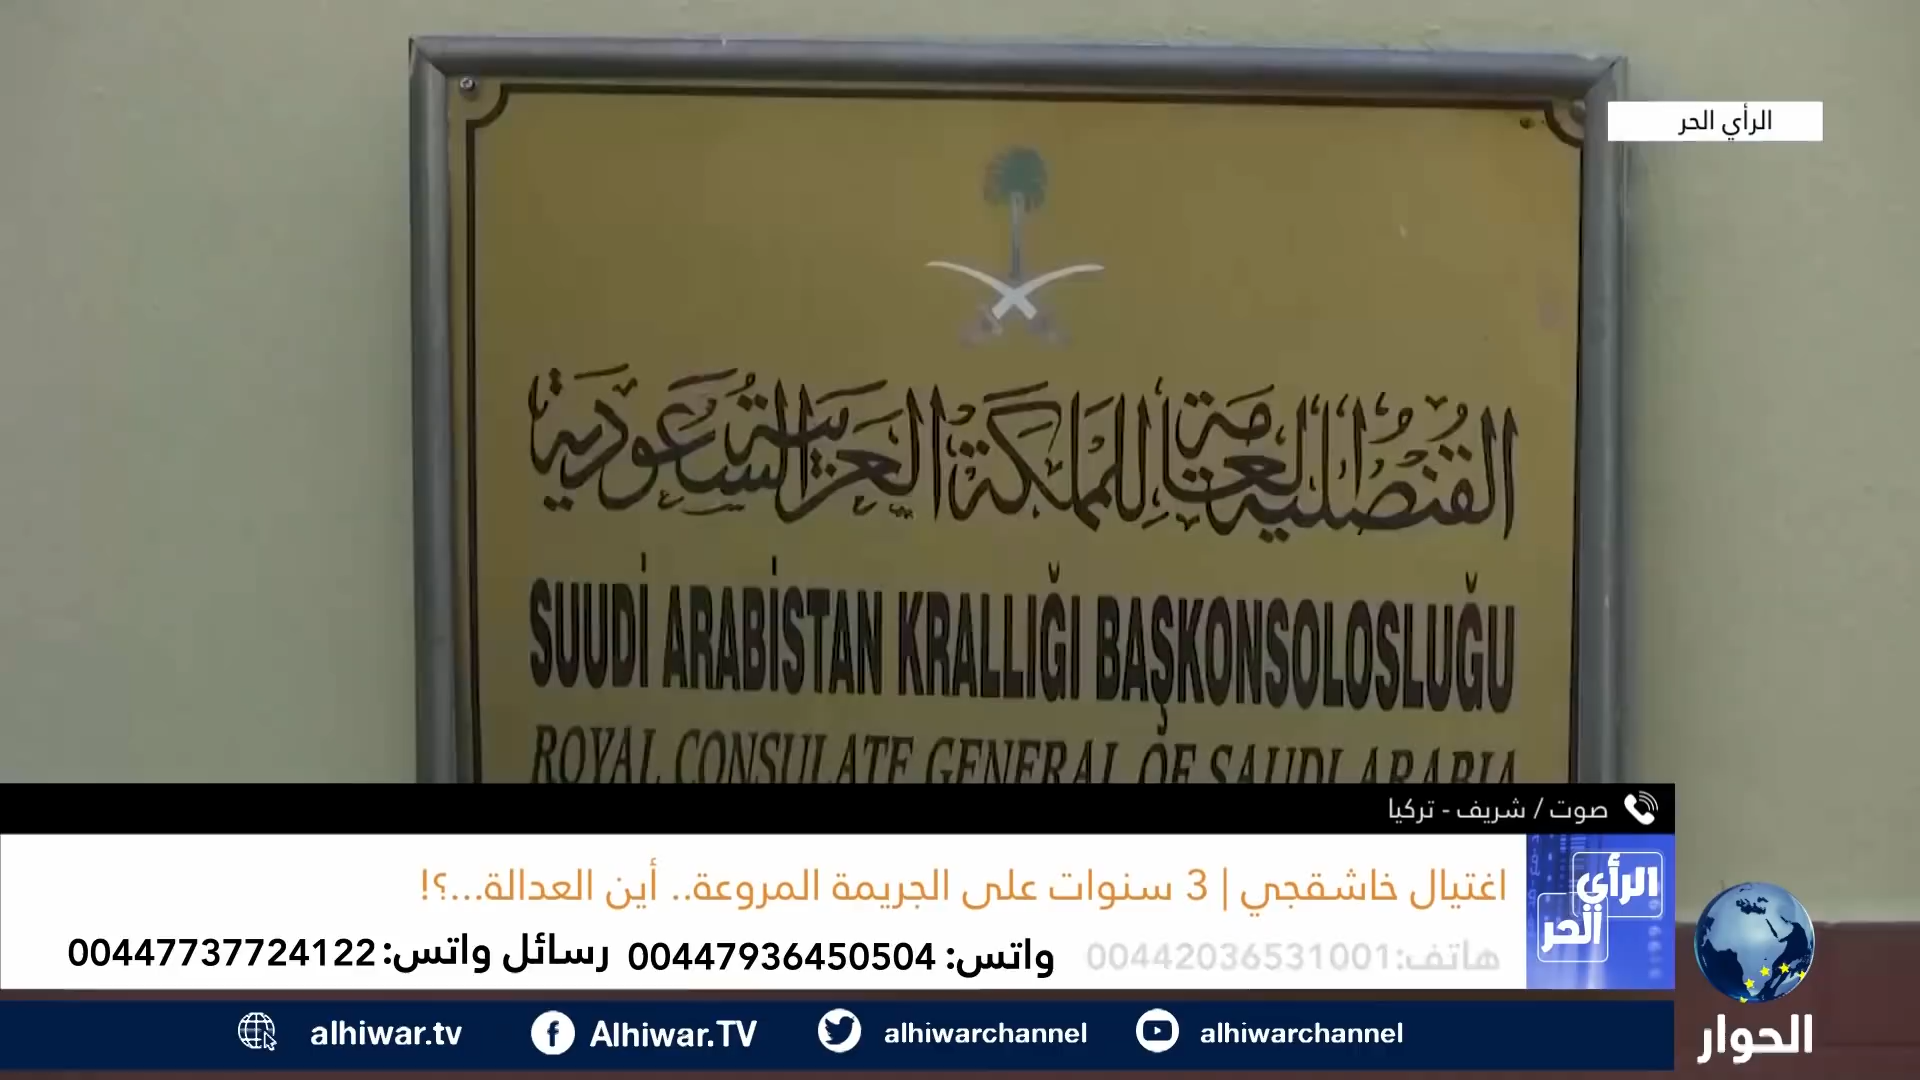 الرأي الحر
القنصلية العامة للمملكة العربية السعودية
SUUDİ ARABİSTAN KRALLIĞI BAŞKONSOLOSLUĞU
ROYAL CONSULATE GENERAL OF SAUDI ARABIA
صوت / شريف - تركيا
الرأي الحر
اغتيال خاشقجي | 3 سنوات على الجريمة المروعة.. أين العدالة...؟!
هاتف:00442036531001 واتس: 00447936450504 رسائل واتس: 00447737724122
alhiwar.tv Alhiwar.TV alhiwarchannel alhiwarchannel
الحوار